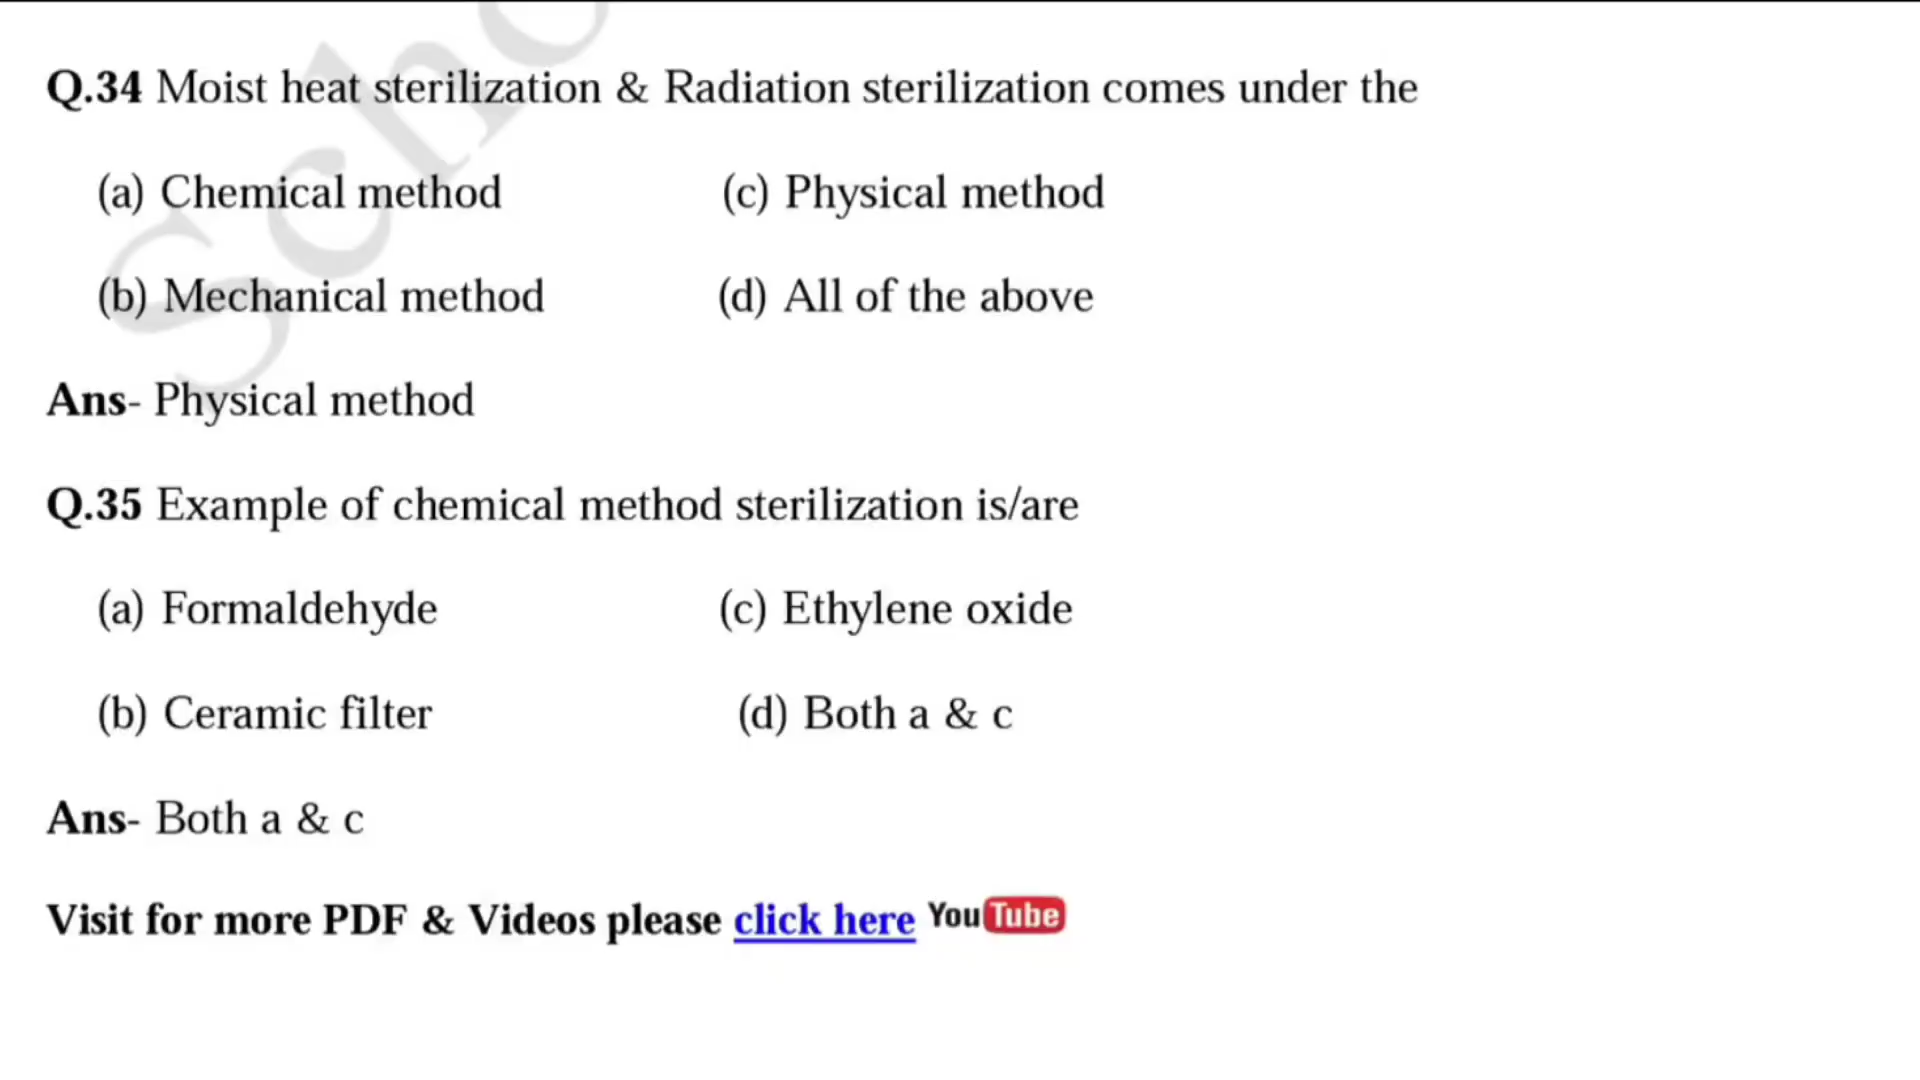 Scho
Q.34 Moist heat sterilization & Radiation sterilization comes under the
(a) Chemical method (c) Physical method
(b) Mechanical method (d) All of the above
Ans- Physical method
Q.35 Example of chemical method sterilization is/are
(a) Formaldehyde (c) Ethylene oxide
(b) Ceramic filter (d) Both a & c
Ans- Both a & c
Visit for more PDF & Videos please click here YouTube